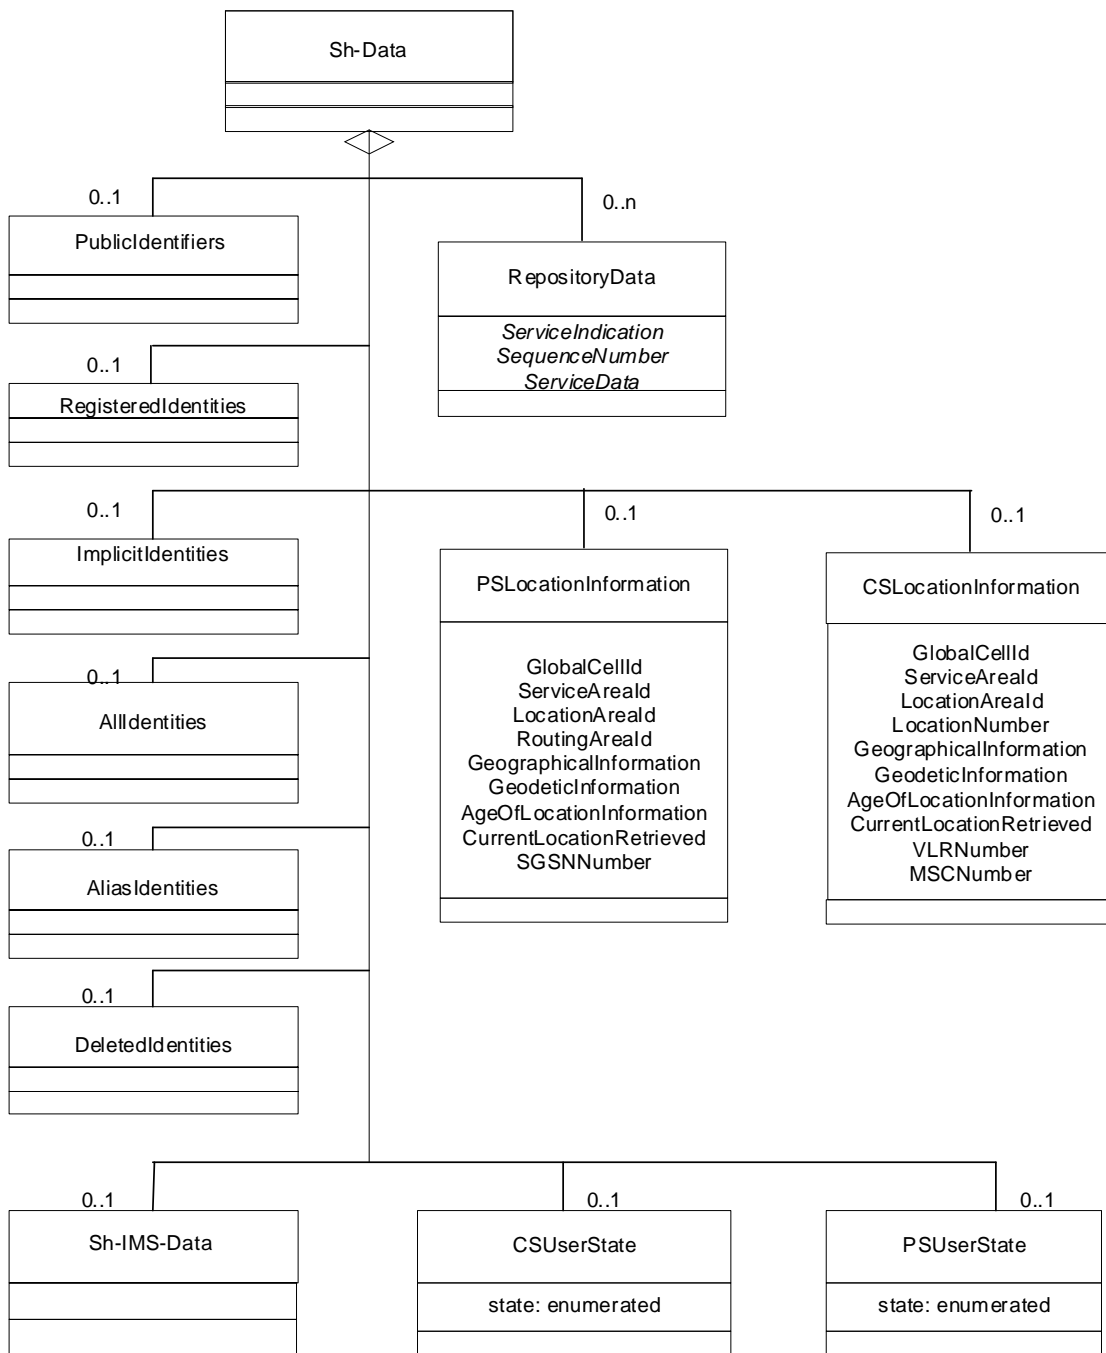 Sh-Data
0..1
0..n
PublicIdentifiers
RepositoryData
ServiceIndication
SequenceNumber
ServiceData
0..1
RegisteredIdentities
0..1
0..1
0..1
ImplicitIdentities
PSLocationInformation
CSLocationInformation
GlobalCellId
ServiceAreaId
LocationAreaId
RoutingAreaId
GeographicalInformation
GeodeticInformation
AgeOfLocationInformation
CurrentLocationRetrieved
SGSNNumber
GlobalCellId
ServiceAreaId
LocationAreaId
LocationNumber
GeographicalInformation
GeodeticInformation
AgeOfLocationInformation
CurrentLocationRetrieved
VLRNumber
MSCNumber
0..1
AllIdentities
0..1
AliasIdentities
0..1
DeletedIdentities
0..1
0..1
0..1
Sh-IMS-Data
CSUserState
PSUserState
state: enumerated
state: enumerated